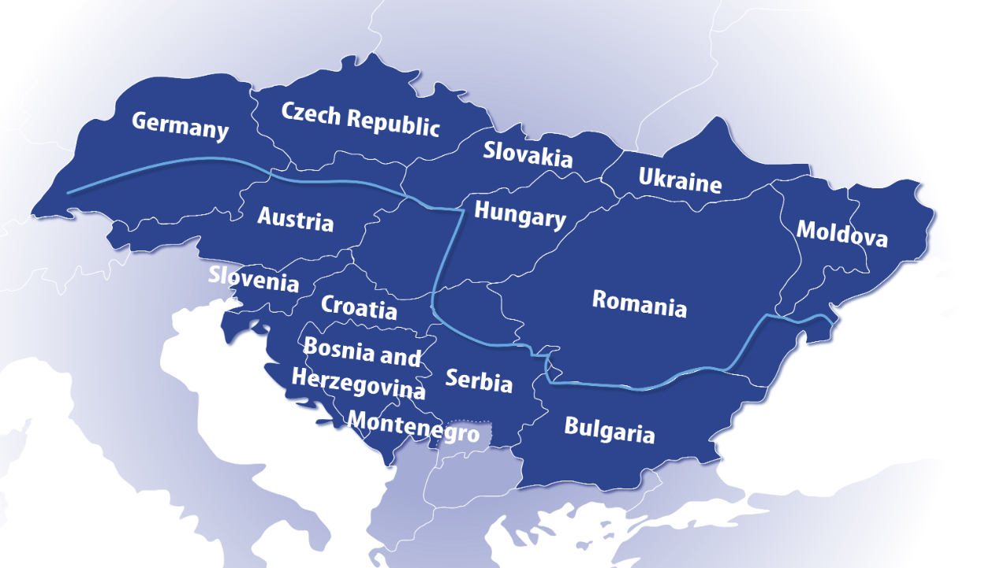 Germany
Czech Republic
Slovakia
Ukraine
Austria
Hungary
Moldova
Slovenia
Croatia
Romania
Bosnia and
Herzegovina
Serbia
Montenegro
Bulgaria